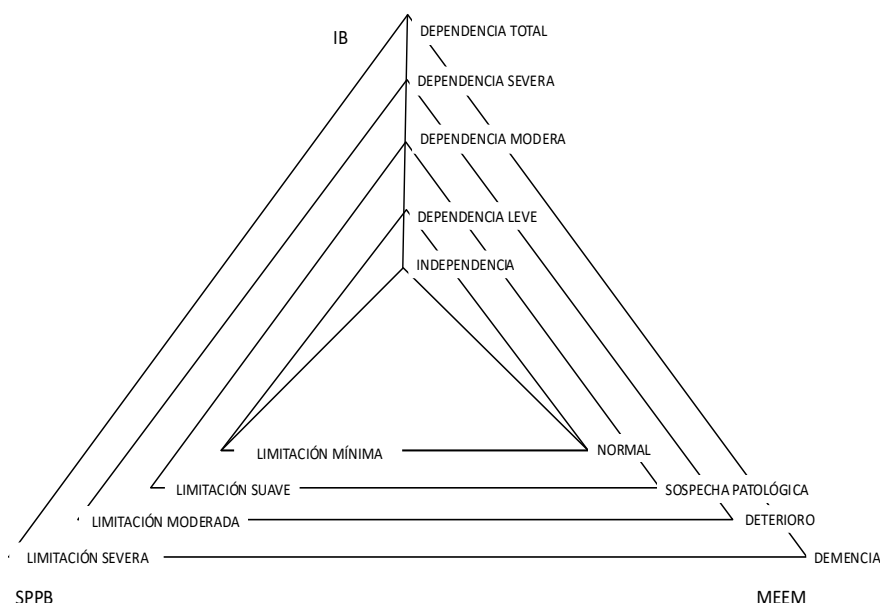 IB
DEPENDENCIA TOTAL
DEPENDENCIA SEVERA
DEPENDENCIA MODERA
DEPENDENCIA LEVE
INDEPENDENCIA
LIMITACIÓN MÍNIMA
NORMAL
LIMITACIÓN SUAVE
SOSPECHA PATOLÓGICA
LIMITACIÓN MODERADA
DETERIORO
LIMITACIÓN SEVERA
DEMENCIA
SPPB
MEEM